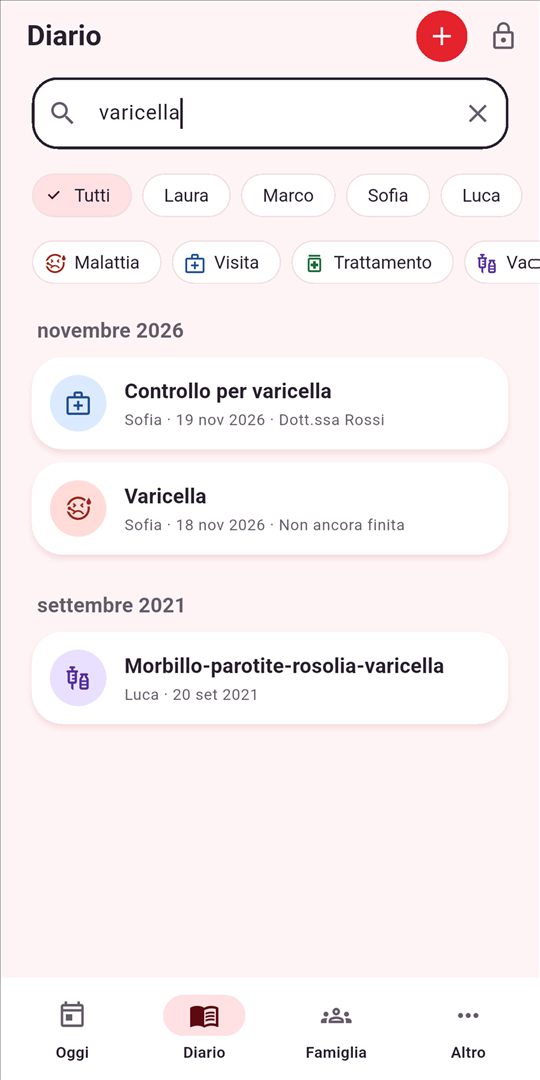 Diario
varicella
Tutti Laura Marco Sofia Luca
Malattia Visita Trattamento
novembre 2026
Controllo per varicella
Sofia · 19 nov 2026 · Dott.ssa Rossi
Varicella
Sofia · 18 nov 2026 · Non ancora finita
settembre 2021
Morbillo-parotite-rosolia-varicella
Luca · 20 set 2021
Oggi Diario Famiglia Altro